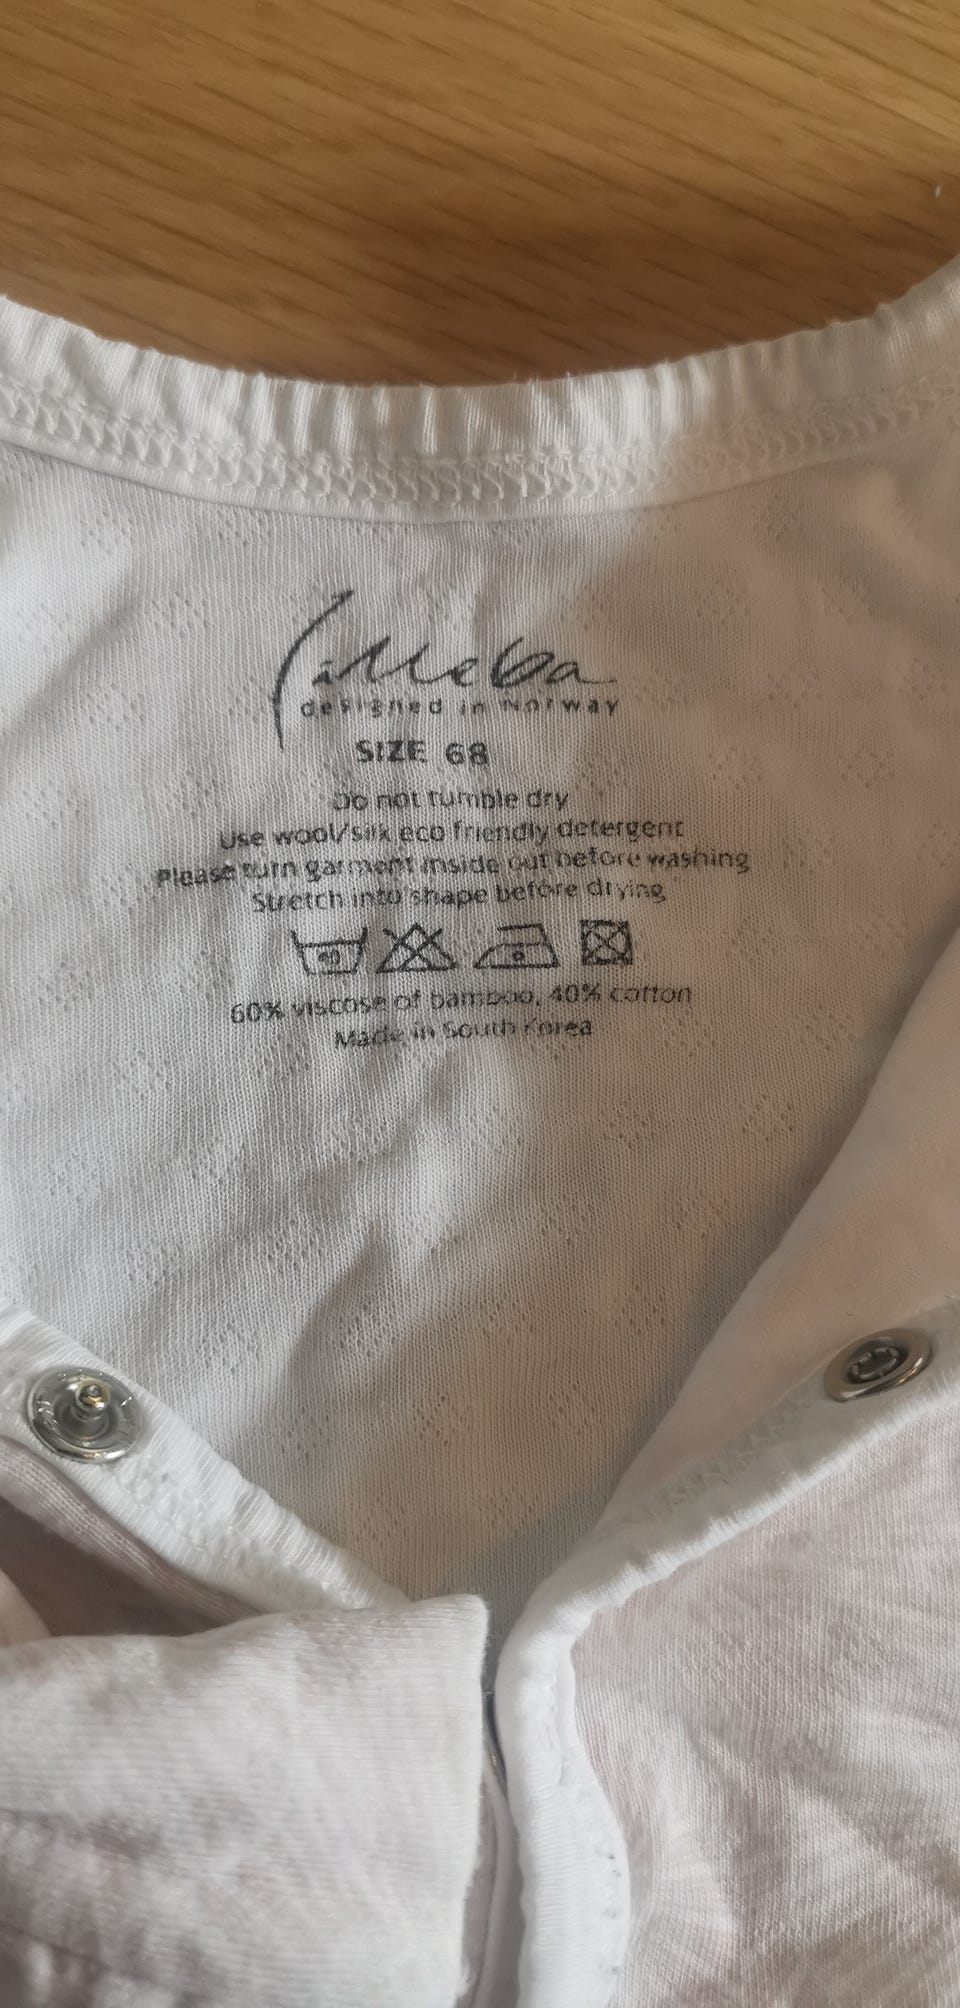 Lilleba
designed in Norway
SIZE 68
Do not tumble dry
Use wool/silk eco friendly detergent
Please turn garment inside out before washing
Stretch into shape before drying
40
60% viscose of bamboo, 40% cotton
Made in South Korea